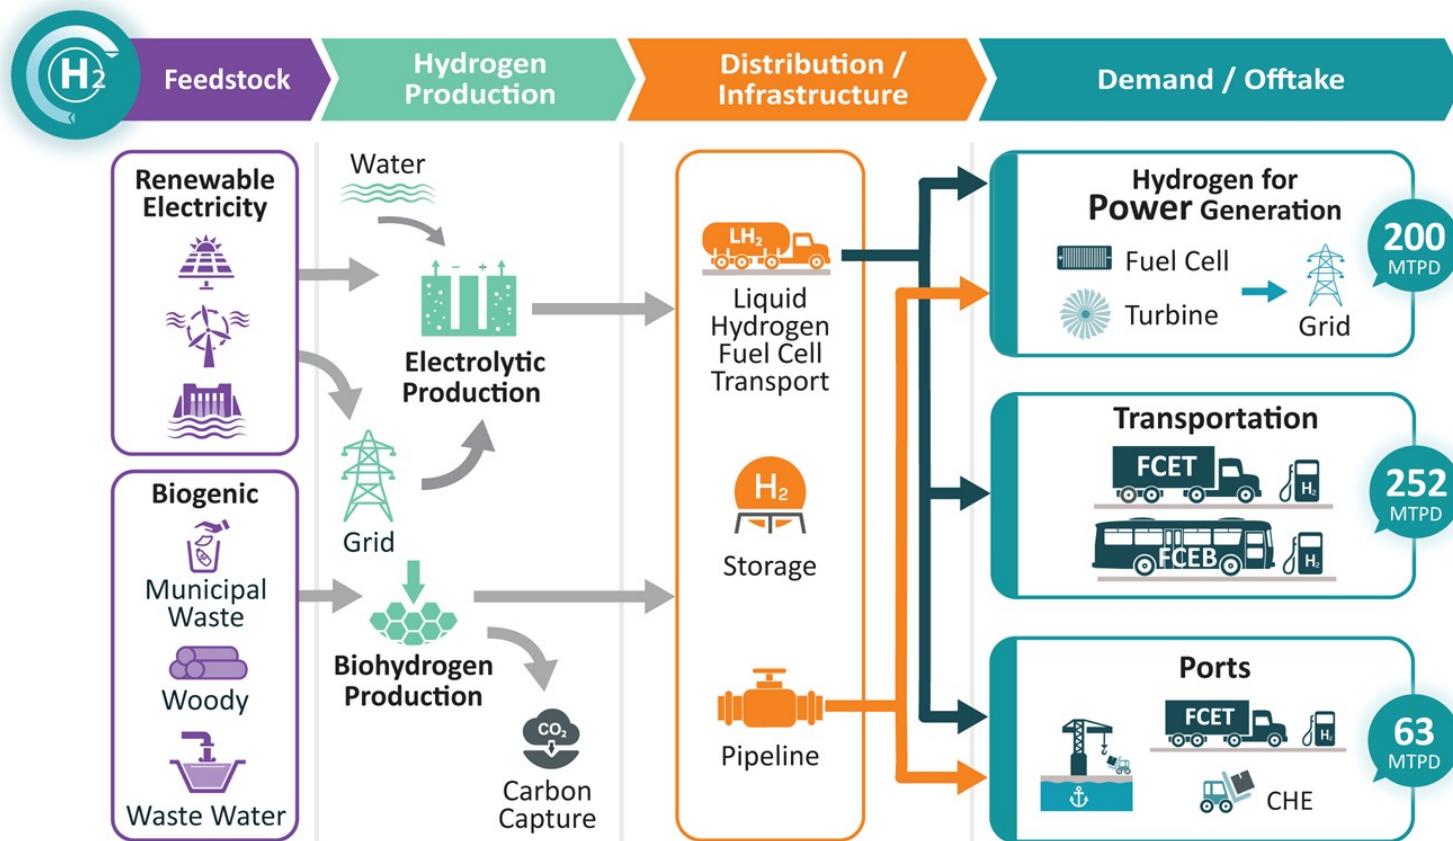 H2
Feedstock
Hydrogen
Production
Distribution /
Infrastructure
Demand / Offtake
Renewable
Electricity
Biogenic
Municipal
Waste
Woody
Waste Water
Water
Electrolytic
Production
Grid
Biohydrogen
Production
CO2
Carbon
Capture
LH2
Liquid
Hydrogen
Fuel Cell
Transport
H2
Storage
Pipeline
Hydrogen for
Power Generation
Fuel Cell
Turbine
Grid
200
MTPD
Transportation
FCET
H2
FCEB
H2
252
MTPD
Ports
FCET
H2
CHE
63
MTPD